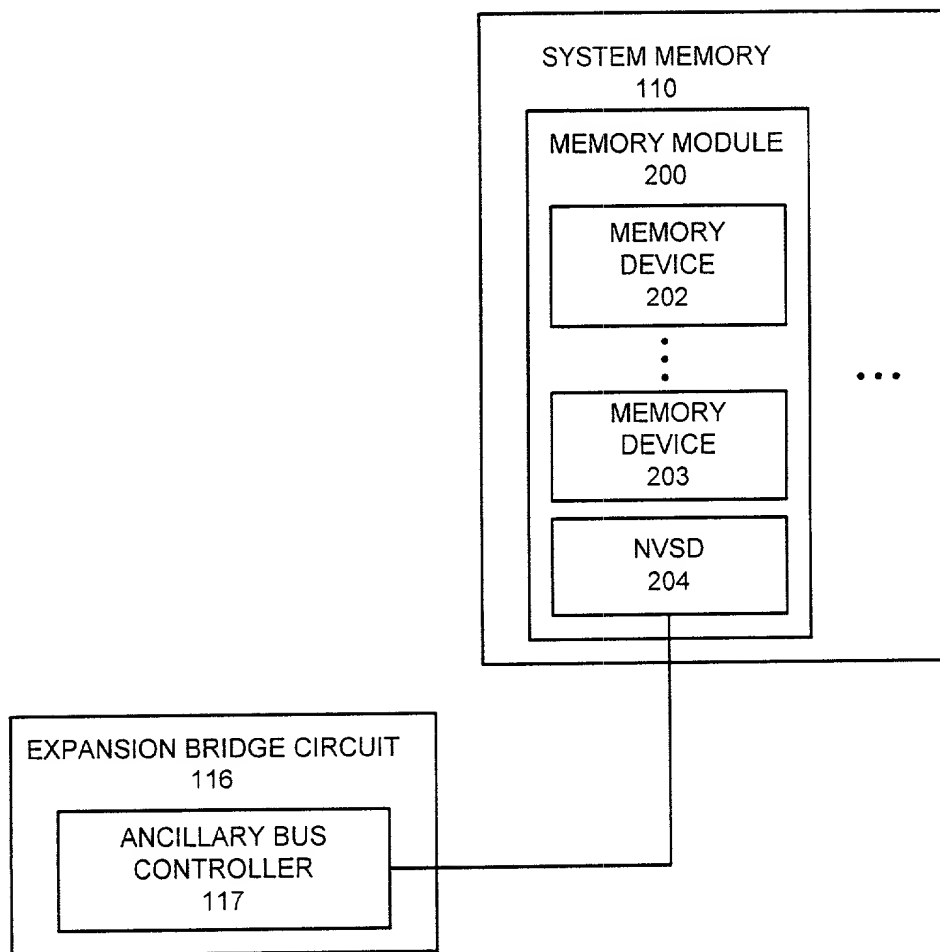 SYSTEM MEMORY
110
MEMORY MODULE
200
MEMORY
DEVICE
202
MEMORY
DEVICE
203
NVSD
204
EXPANSION BRIDGE CIRCUIT
116
ANCILLARY BUS
CONTROLLER
117